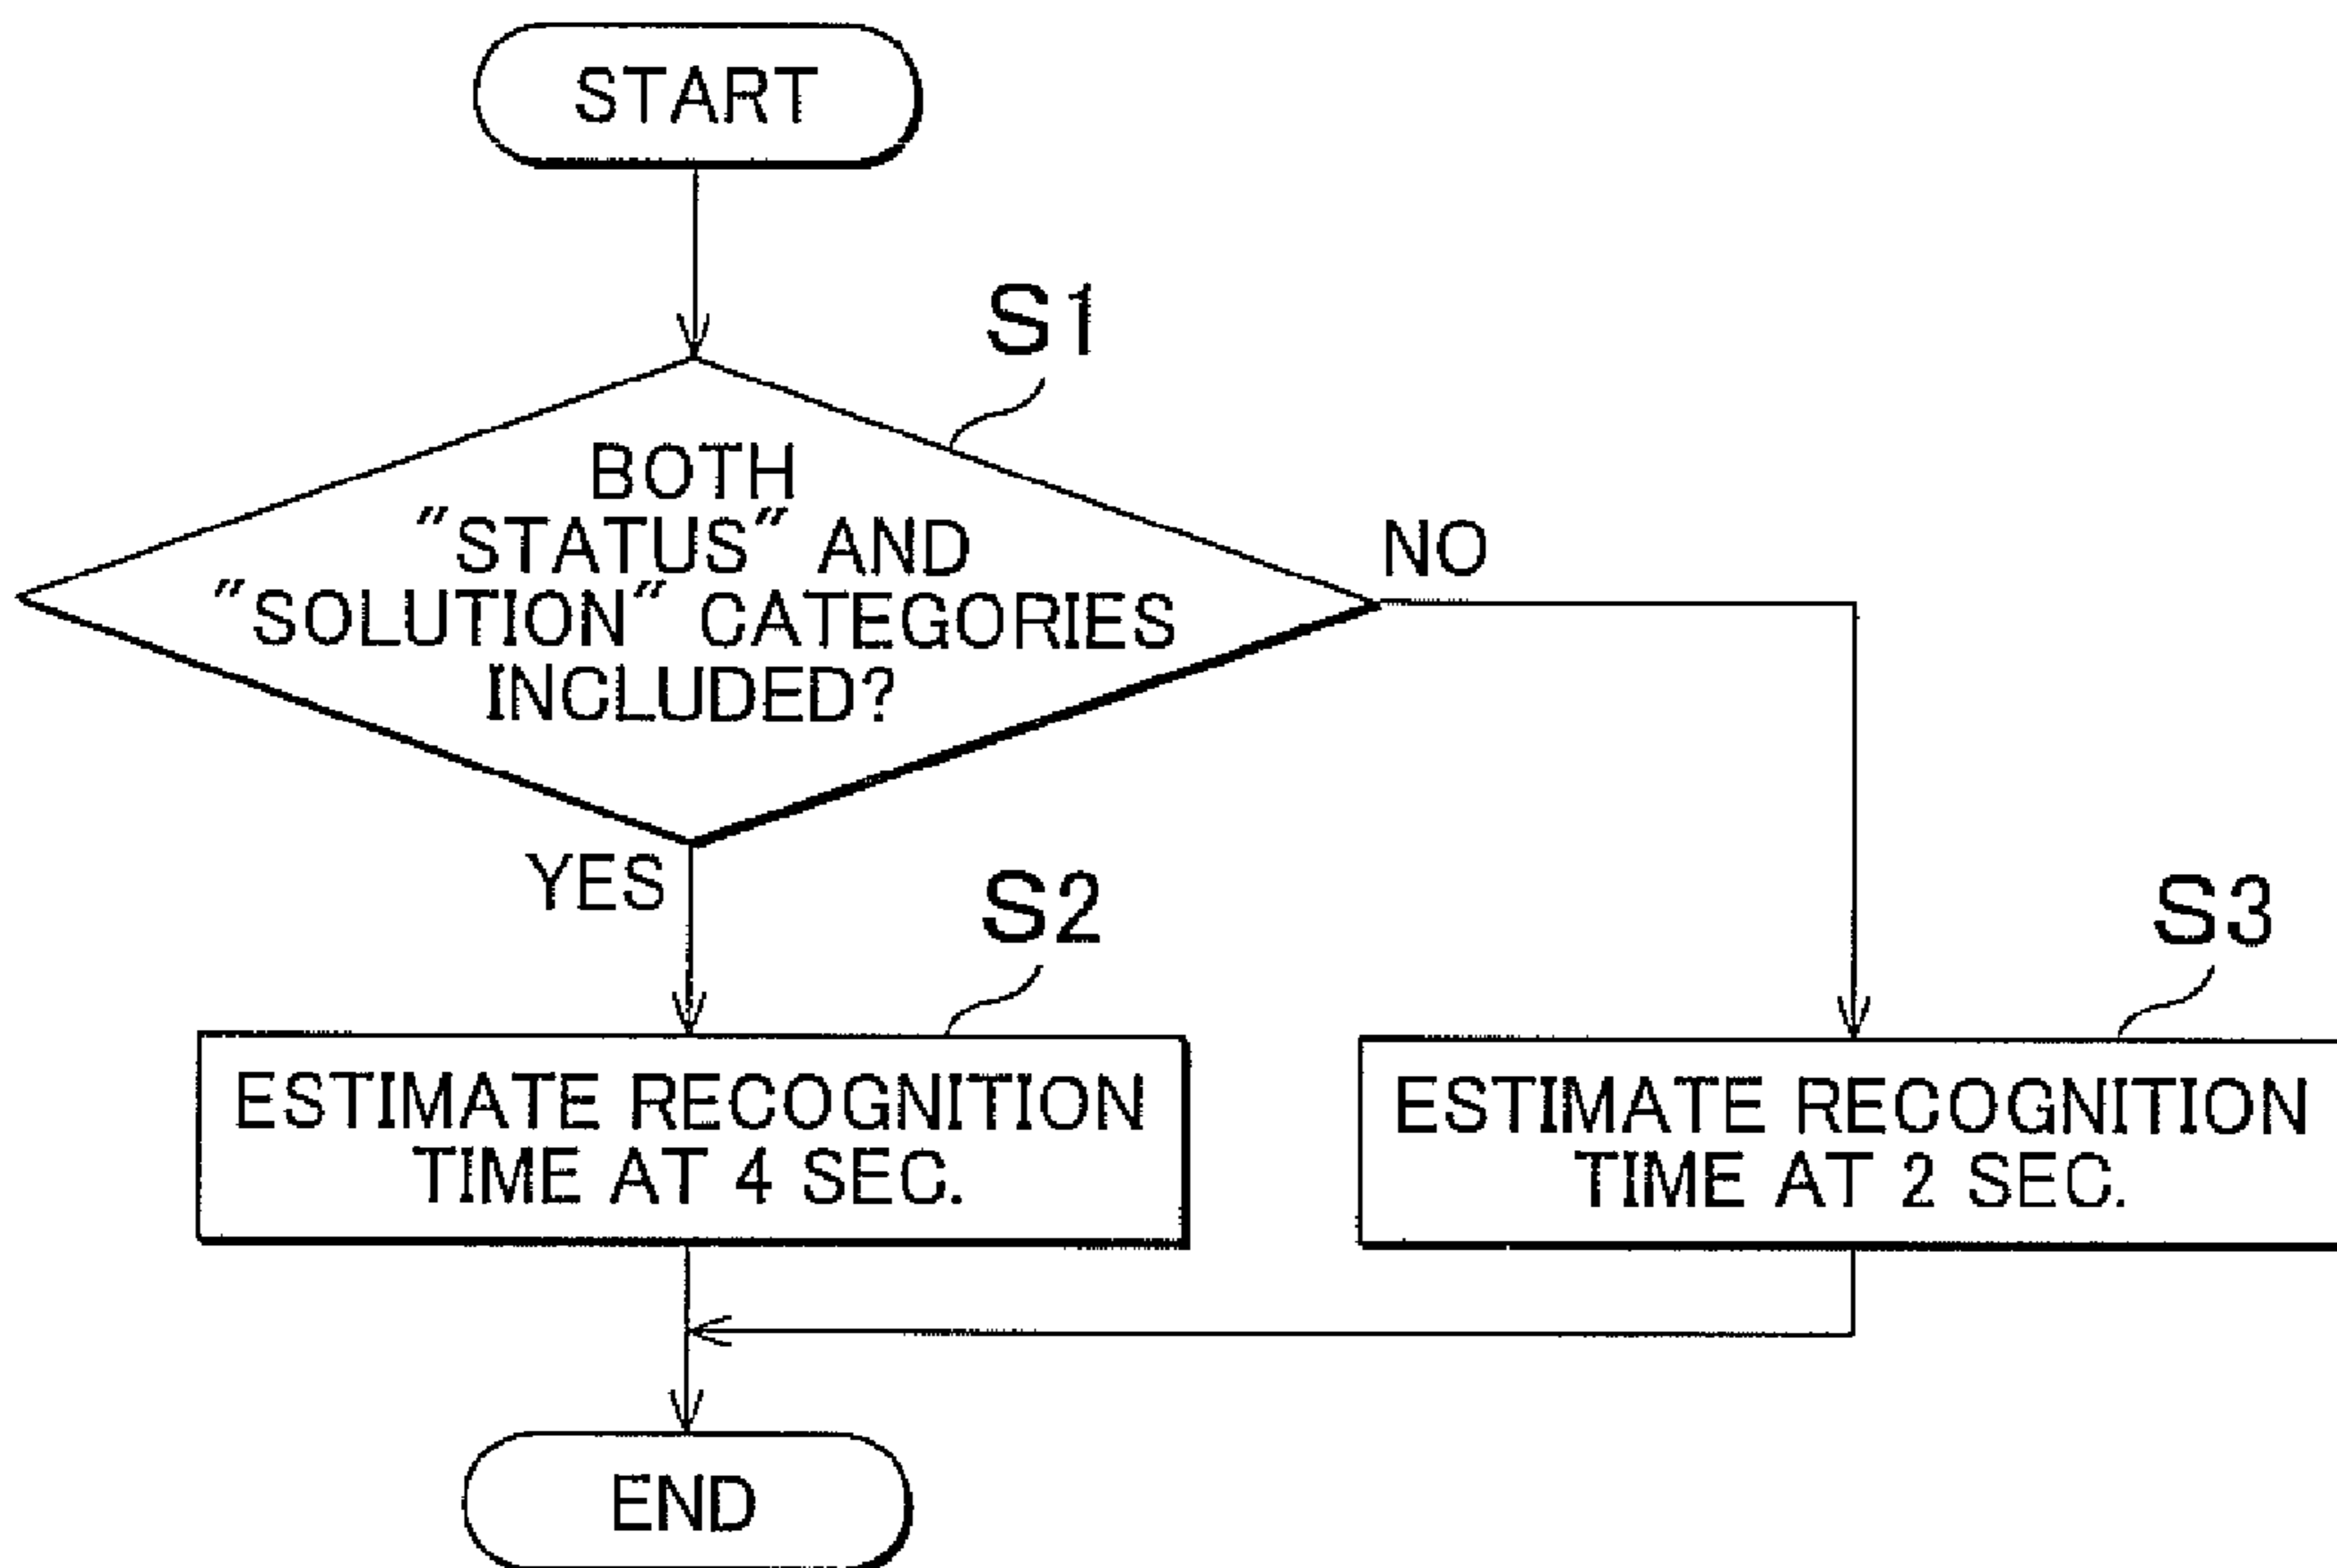 START
S1
BOTH
"STATUS" AND
"SOLUTION" CATEGORIES
INCLUDED?
NO
YES
S2
ESTIMATE RECOGNITION
TIME AT 4 SEC.
S3
ESTIMATE RECOGNITION
TIME AT 2 SEC.
END